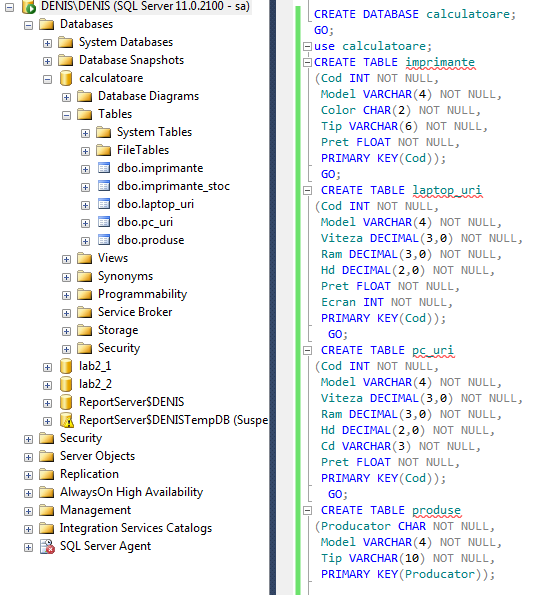 DENIS\DENIS (SQL Server 11.0.2100 - sa)
Databases
System Databases
Database Snapshots
calculatoare
Database Diagrams
Tables
System Tables
FileTables
dbo.imprimante
dbo.imprimante_stoc
dbo.laptop_uri
dbo.pc_uri
dbo.produse
Views
Synonyms
Programmability
Service Broker
Storage
Security
lab2_1
lab2_2
ReportServer$DENIS
ReportServer$DENISTempDB (Suspe
Security
Server Objects
Replication
AlwaysOn High Availability
Management
Integration Services Catalogs
SQL Server Agent
CREATE DATABASE calculatoare;
GO;
use calculatoare;
CREATE TABLE imprimante
(Cod INT NOT NULL,
Model VARCHAR(4) NOT NULL,
Color CHAR(2) NOT NULL,
Tip VARCHAR(6) NOT NULL,
Pret FLOAT NOT NULL,
PRIMARY KEY(Cod));
GO;
CREATE TABLE laptop_uri
(Cod INT NOT NULL,
Model VARCHAR(4) NOT NULL,
Viteza DECIMAL(3,0) NOT NULL,
Ram DECIMAL(3,0) NOT NULL,
Hd DECIMAL(2,0) NOT NULL,
Pret FLOAT NOT NULL,
Ecran INT NOT NULL,
PRIMARY KEY(Cod));
GO;
CREATE TABLE pc_uri
(Cod INT NOT NULL,
Model VARCHAR(4) NOT NULL,
Viteza DECIMAL(3,0) NOT NULL,
Ram DECIMAL(3,0) NOT NULL,
Hd DECIMAL(2,0) NOT NULL,
Cd VARCHAR(3) NOT NULL,
Pret FLOAT NOT NULL,
PRIMARY KEY(Cod));
GO;
CREATE TABLE produse
(Producator CHAR NOT NULL,
Model VARCHAR(4) NOT NULL,
Tip VARCHAR(10) NOT NULL,
PRIMARY KEY(Producator));